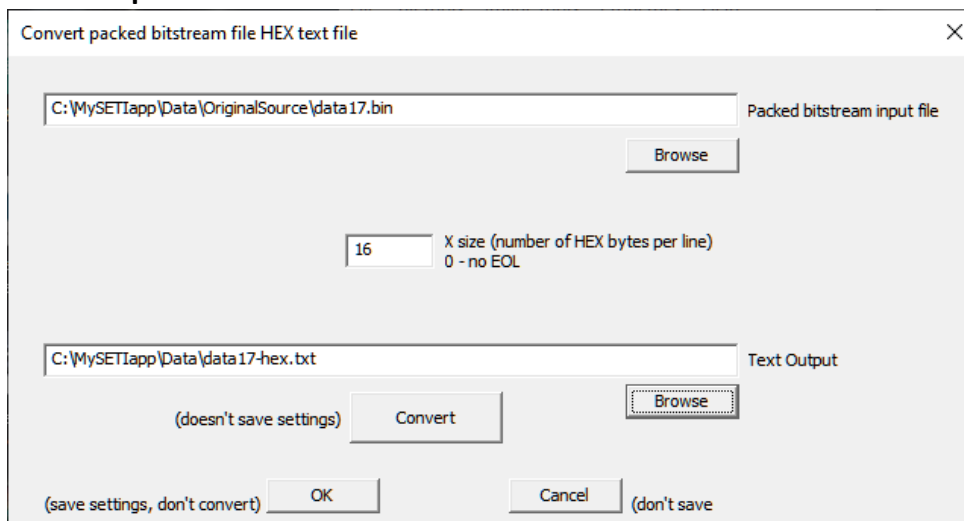 Convert packed bitstream file HEX text file
C:\MySETIapp\Data\OriginalSource\data17.bin
Packed bitstream input file
Browse
16
X size (number of HEX bytes per line)
0 - no EOL
C:\MySETIapp\Data\data17-hex.txt
Text Output
Browse
(doesn't save settings)
Convert
(save settings, don't convert)
OK
Cancel
(don't save